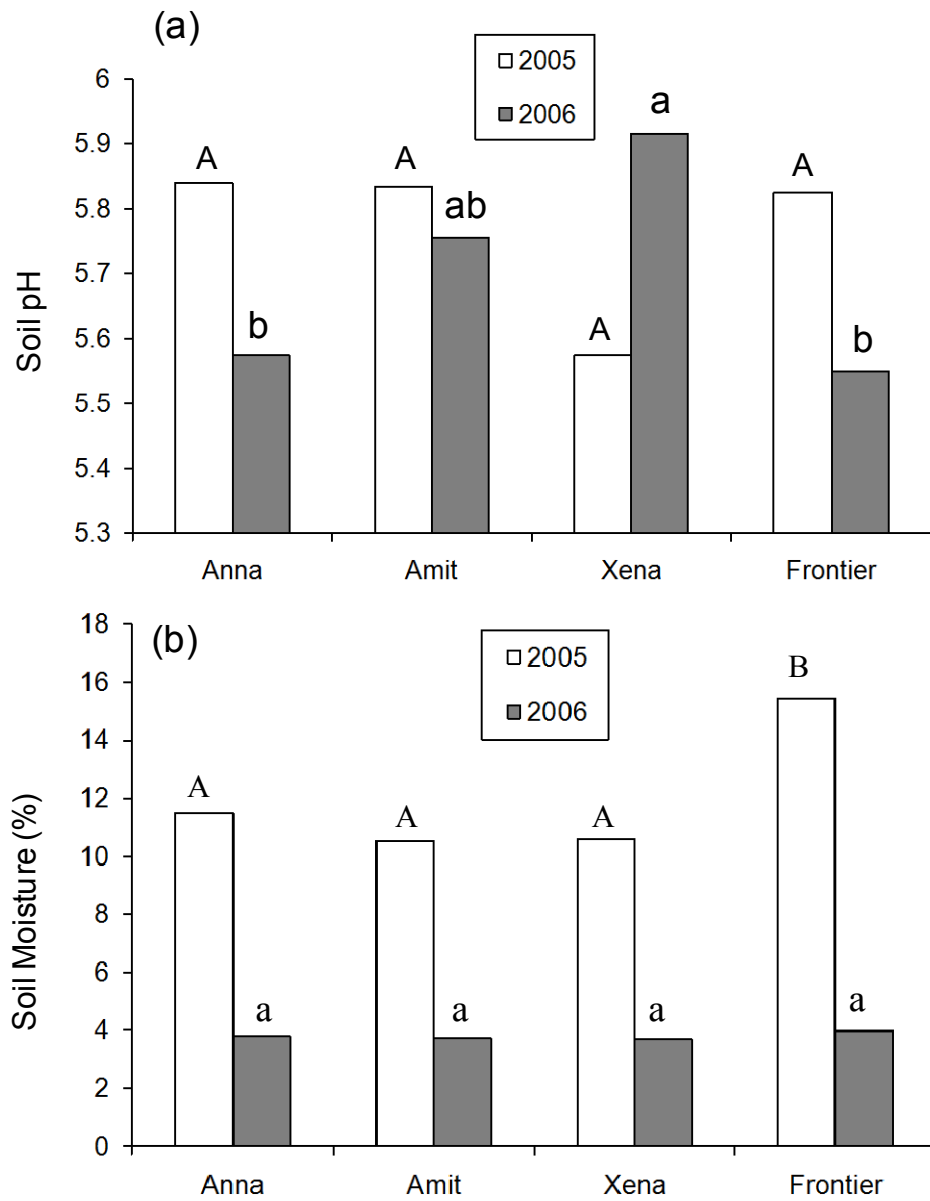 (a)
2005
2006
Soil pH
6
5.9
5.8
5.7
5.6
5.5
5.4
5.3
A
b
A
ab
A
a
A
b
Anna Amit Xena Frontier
(b)
2005
2006
Soil Moisture (%)
18
16
14
12
10
8
6
4
2
0
A
a
A
a
A
a
B
a
Anna Amit Xena Frontier